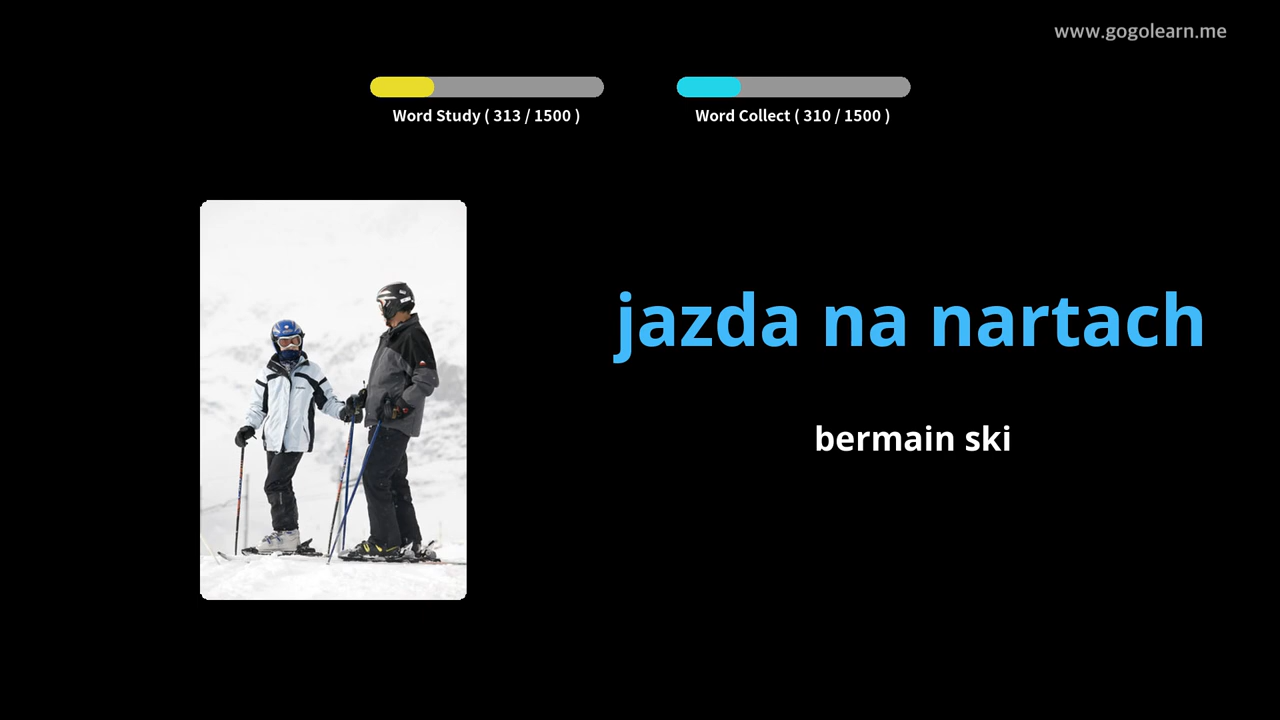 www.gogolearn.me
Word Study ( 313 / 1500 )
Word Collect ( 310 / 1500 )
jazda na nartach
bermain ski